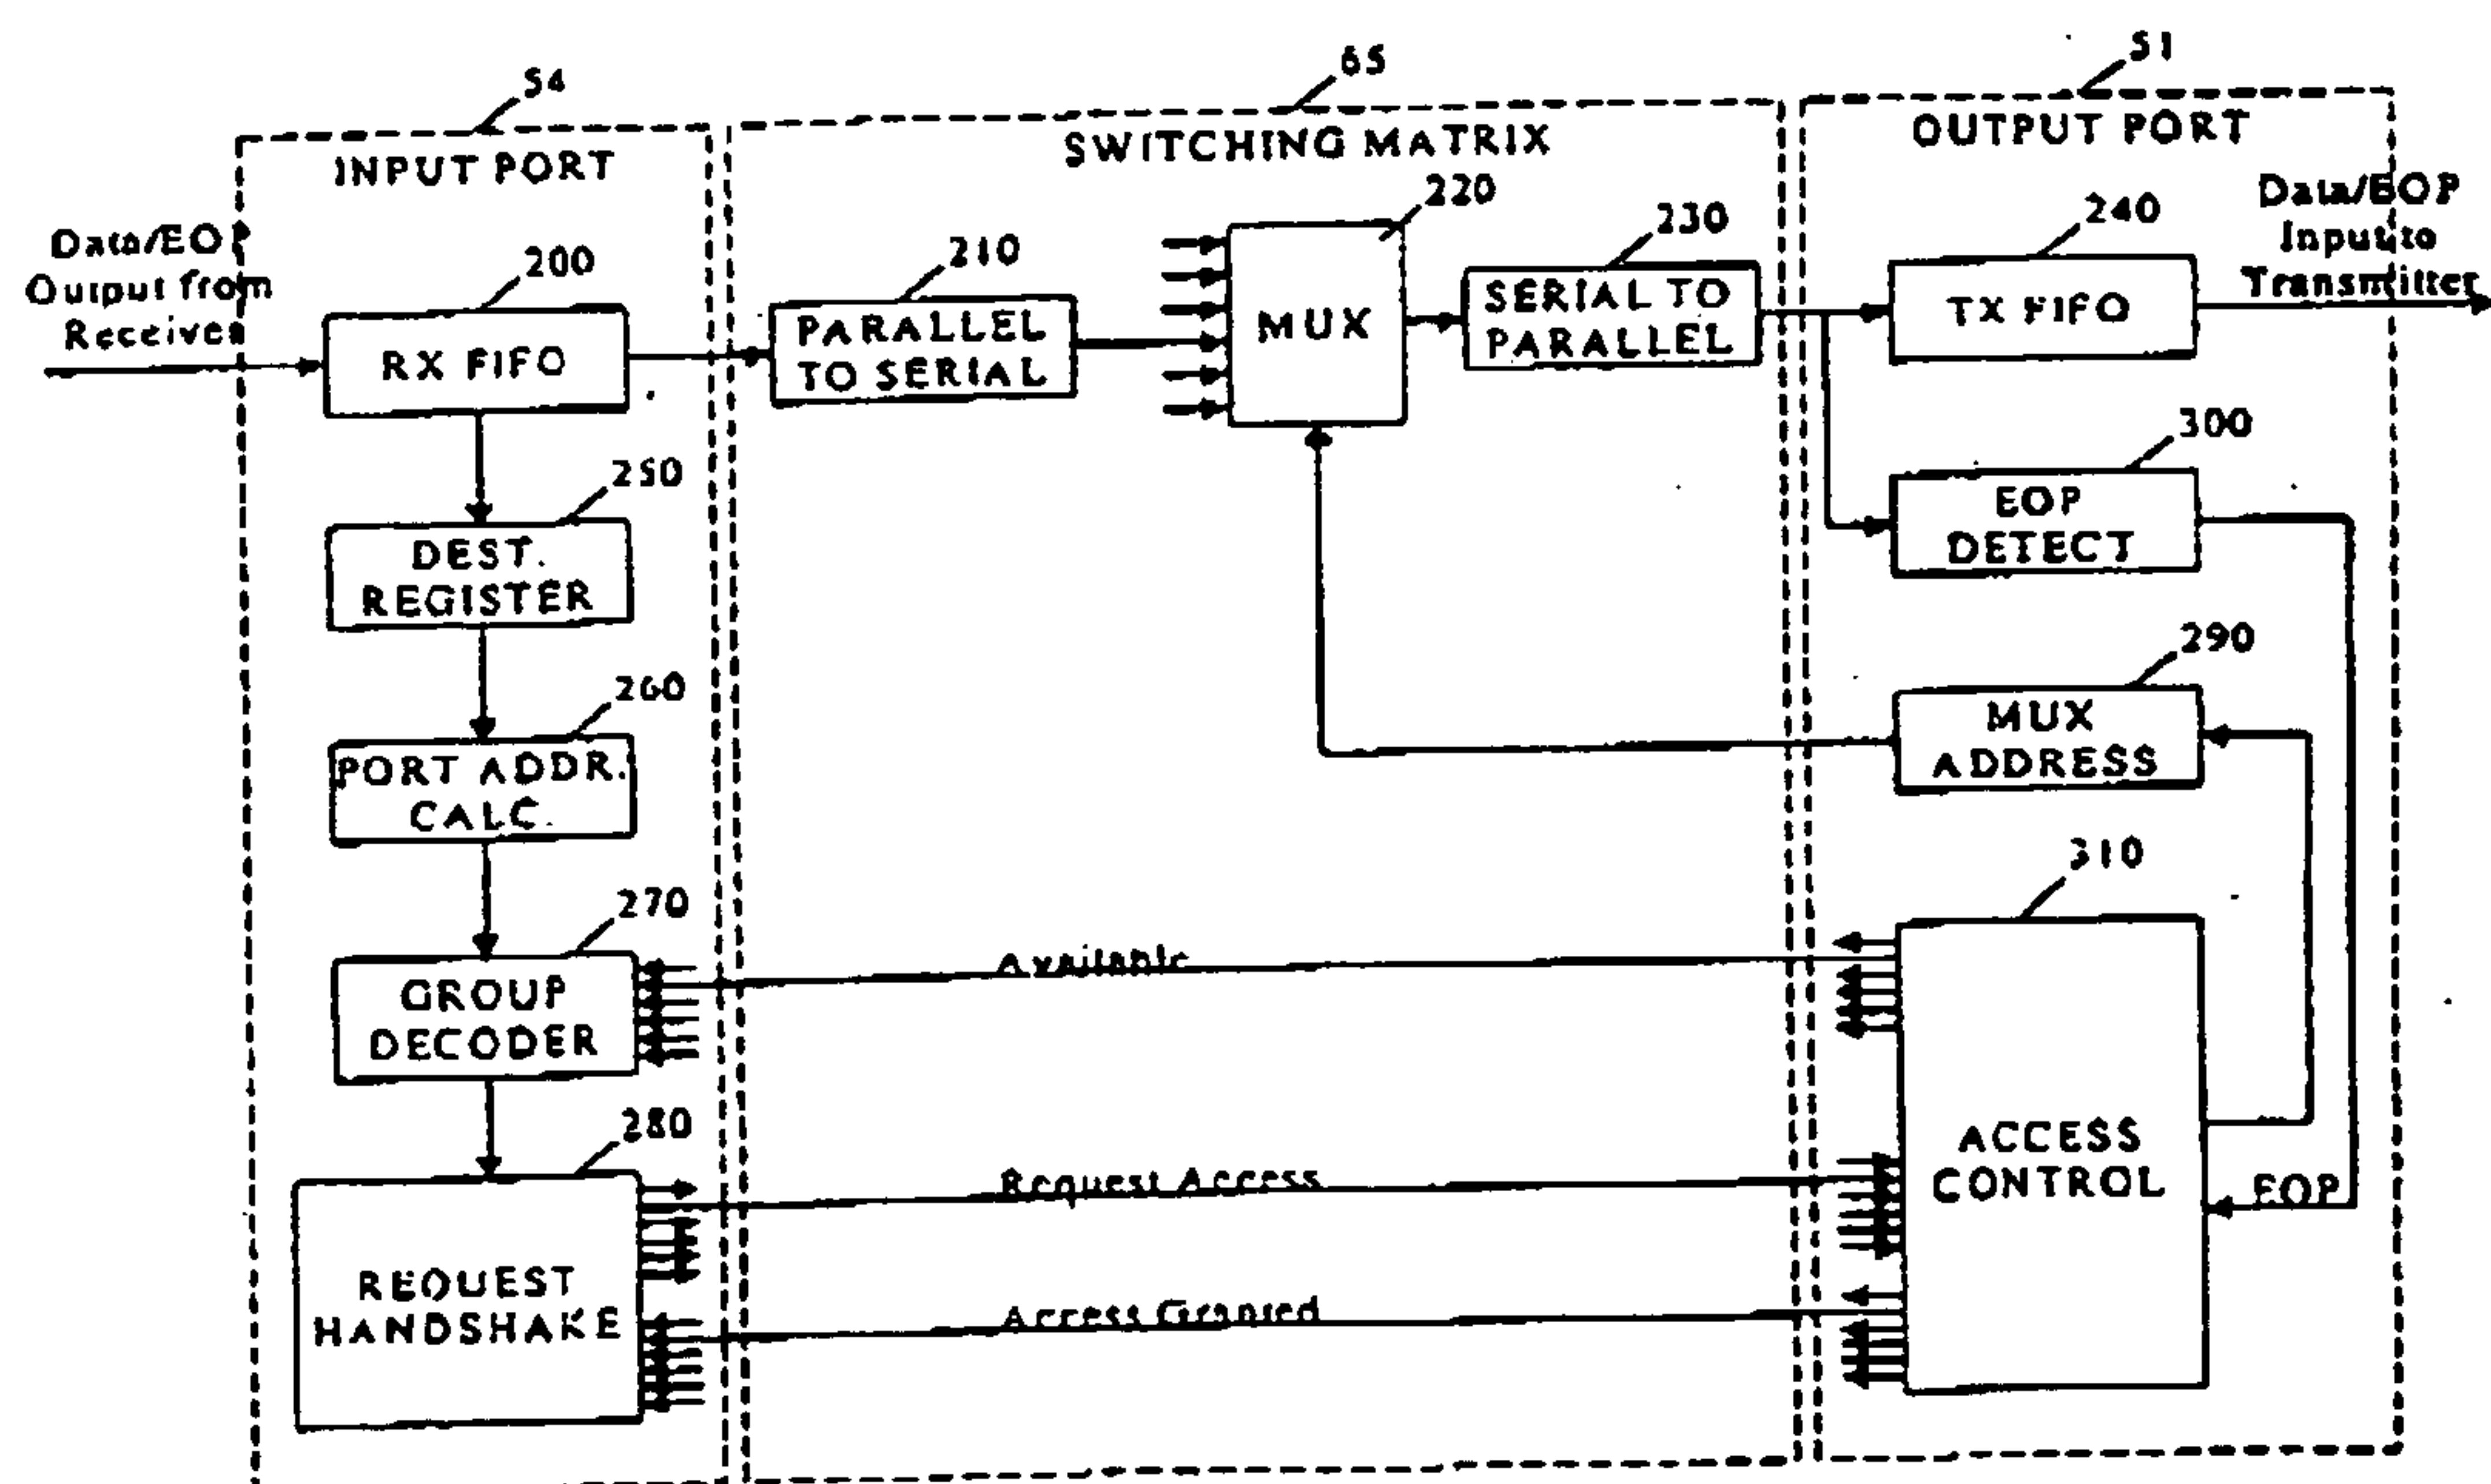 54
65
51
INPUT PORT
SWITCHING MATRIX
OUTPUT PORT
Data/EO
Output from
Receiver
200
RX FIFO
210
PARALLEL
TO SERIAL
220
MUX
230
SERIAL TO
PARALLEL
240
TX FIFO
Data/EOP
Input to
Transmitter
250
DEST.
REGISTER
300
EOP
DETECT
260
PORT ADDR.
CALC.
290
MUX
ADDRESS
270
GROUP
DECODER
Available
310
ACCESS
CONTROL
EOP
280
REQUEST
HANDSHAKE
Request Access
Access Granted